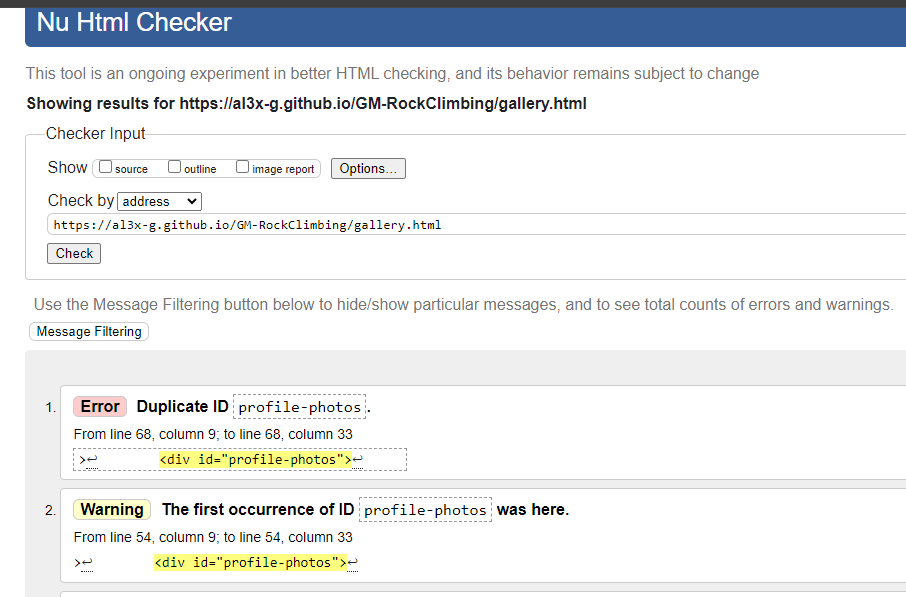 Nu Html Checker
This tool is an ongoing experiment in better HTML checking, and its behavior remains subject to change
Showing results for https://al3x-g.github.io/GM-RockClimbing/gallery.html
Checker Input
Show source outline image report Options...
Check by address
https://al3x-g.github.io/GM-RockClimbing/gallery.html
Check
Use the Message Filtering button below to hide/show particular messages, and to see total counts of errors and warnings.
Message Filtering
1. Error Duplicate ID profile-photos.
From line 68, column 9; to line 68, column 33
>↩ <div id="profile-photos">↩
2. Warning The first occurrence of ID profile-photos was here.
From line 54, column 9; to line 54, column 33
>↩ <div id="profile-photos">↩